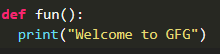 def fun():
  print("Welcome to GFG")